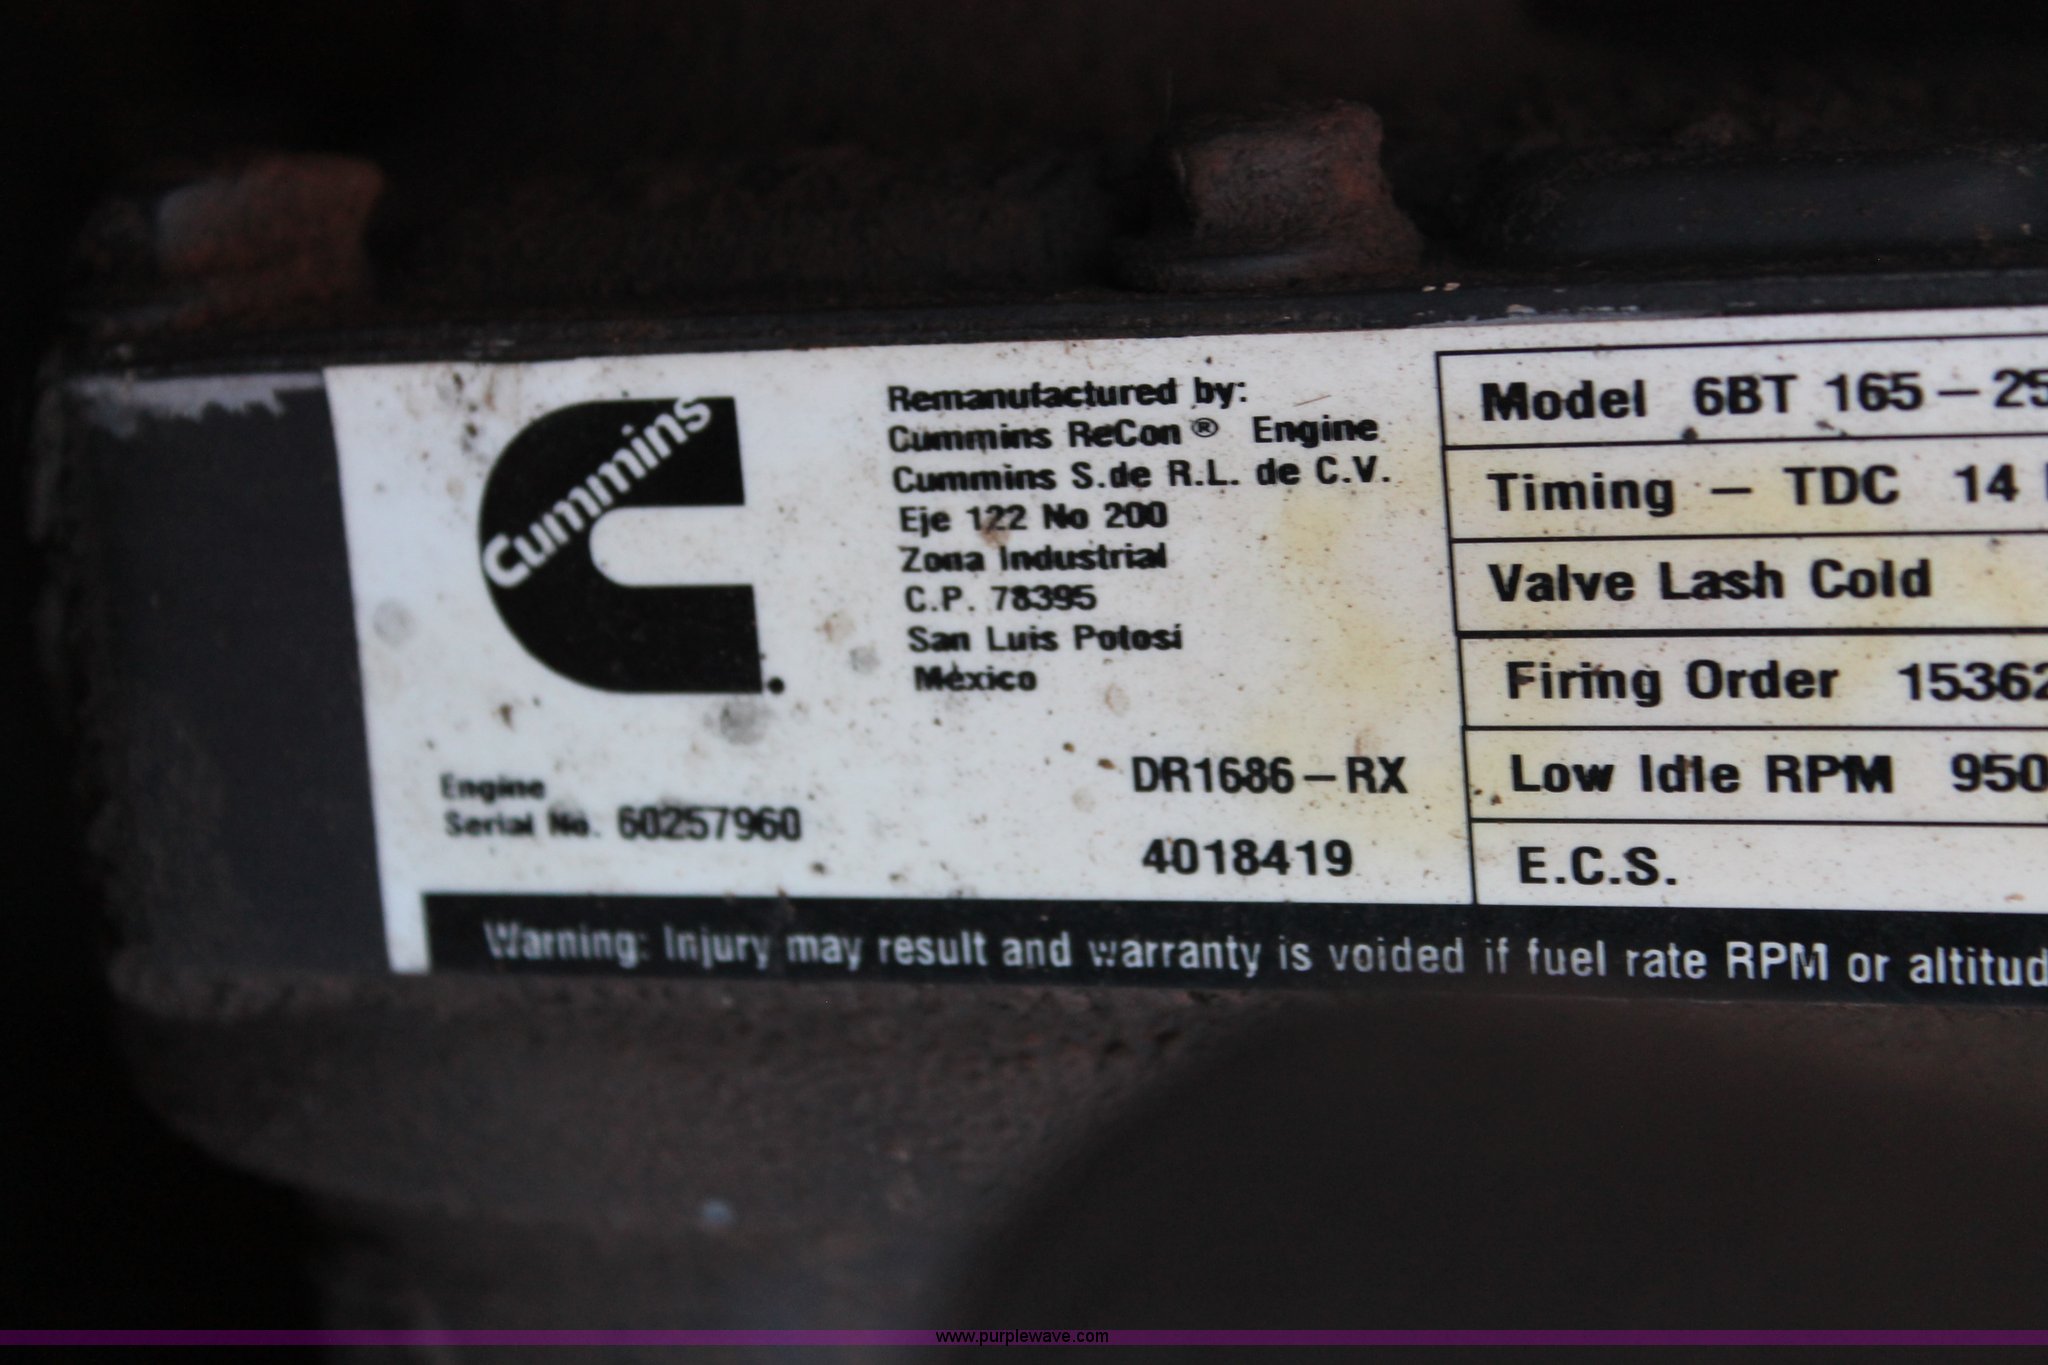 Cummins
Remanufactured by:
Cummins ReCon® Engine
Cummins S.de R.L. de C.V.
Eje 122 No 200
Zona Industrial
C.P. 78395
San Luis Potosí
México
Engine
Serial No. 60257960
DR1686-RX
4018419
Model 6BT 165-25
Timing - TDC 14
Valve Lash Cold
Firing Order 15362
Low Idle RPM 950
E.C.S.
Warning: Injury may result and warranty is voided if fuel rate RPM or altitud
www.purplewave.com